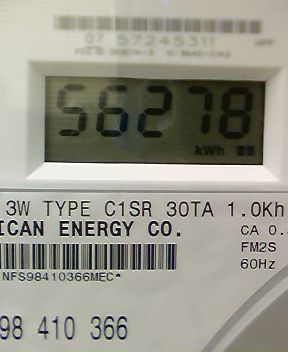 07 57245311
56278
kWh
3W TYPE C1SR 30TA 1.0Kh
ICAN ENERGY CO.
CA 0.
FM2S
60Hz
NFS98410366MEC*
98 410 366